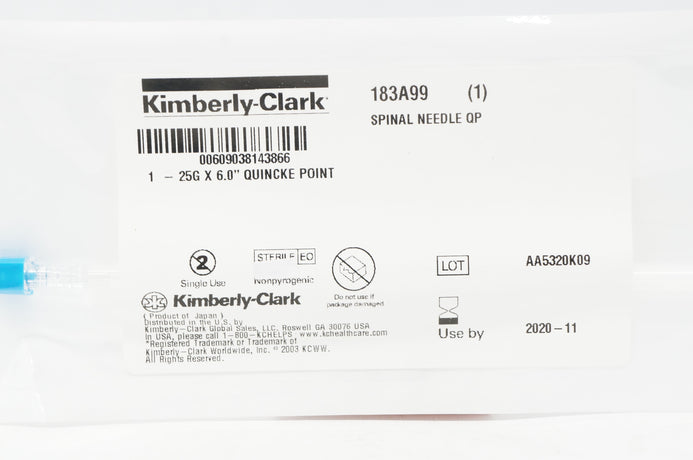 Kimberly-Clark
183A99 (1)
SPINAL NEEDLE QP
00609038143866
1 - 25G X 6.0" QUINCKE POINT
2
Single Use
STERILE EO
Nonpyrogenic
Do not use if
package damaged
LOT
AA5320K09
Kimberly-Clark
( Product of Japan )
Distributed in the U.S. by
Kimberly-Clark Global Sales, LLC, Roswell GA 30076 USA
In USA, please call 1-800-KCHELPS www.kchealthcare.com
*Registered Trademark or Trademark of
Kimberly-Clark Worldwide, Inc. © 2003 KCWW.
All Rights Reserved.
Use by
2020-11